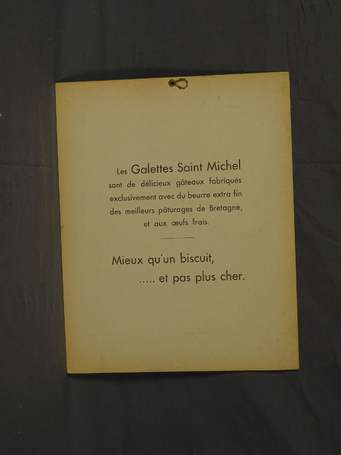 Les Galettes Saint Michel
sont de délicieux gâteaux fabriqués
exclusivement avec du beurre extra fin
des meilleurs pâturages de Bretagne,
et aux œufs frais.
Mieux qu'un biscuit,
..... et pas plus cher.